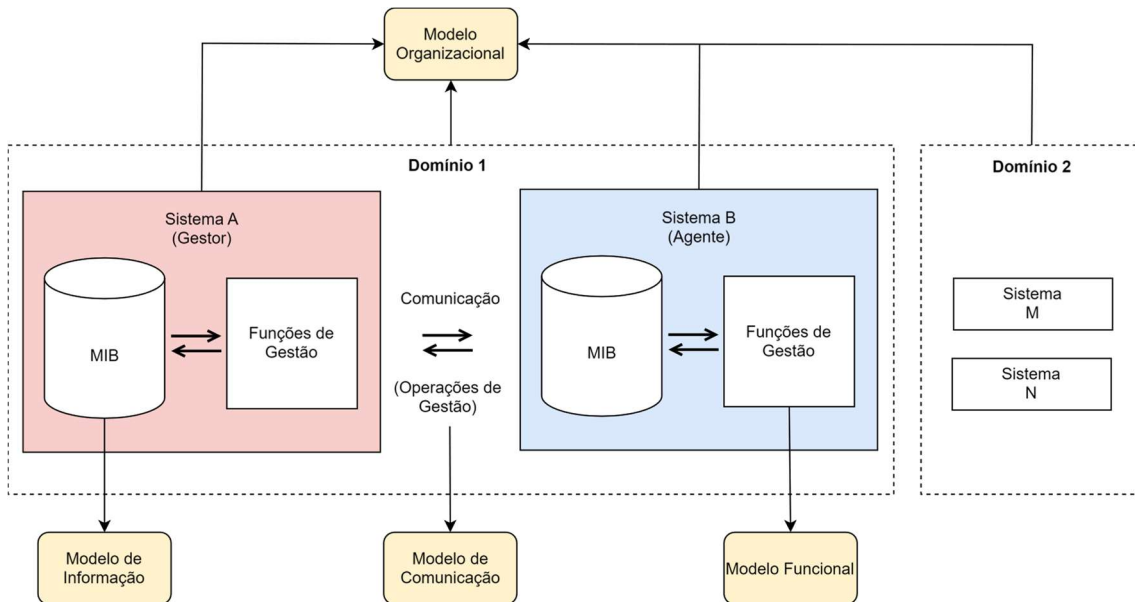 Modelo
Organizacional
Domínio 1
Domínio 2
Sistema A
(Gestor)
MIB
Funções de
Gestão
Comunicação
(Operações de
Gestão)
Sistema B
(Agente)
MIB
Funções de
Gestão
Sistema
M
Sistema
N
Modelo de
Informação
Modelo de
Comunicação
Modelo Funcional